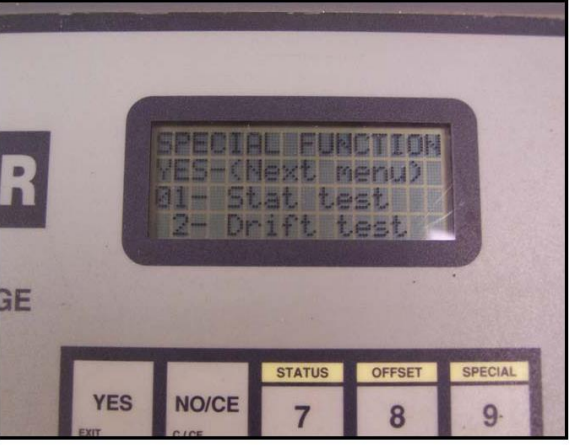 SPECIAL FUNCTION
YES-(Next menu)
01- Stat test
2- Drift test
R
GE
STATUS OFFSET SPECIAL
YES NO/CE 7 8 9
EXIT C/CE